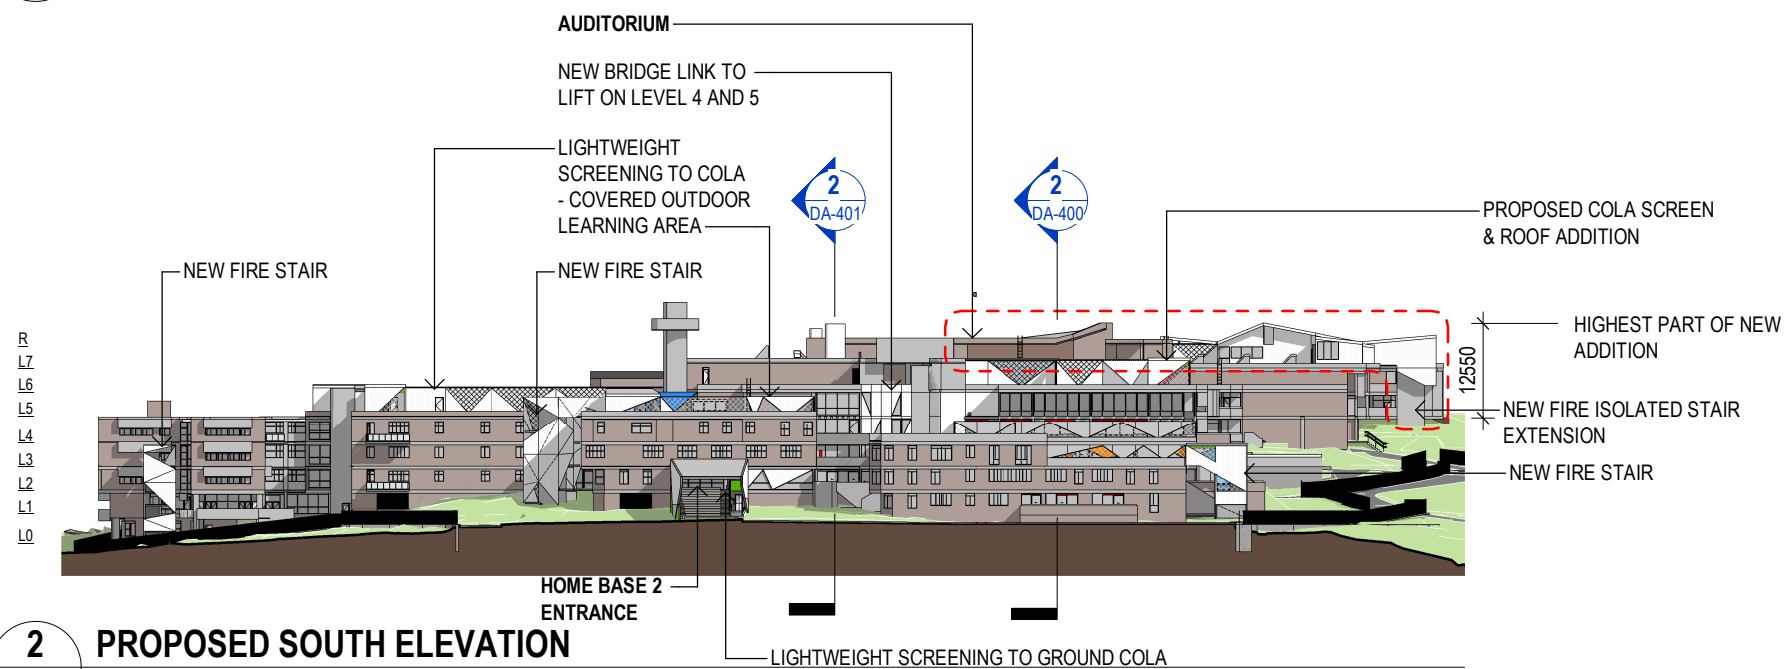 AUDITORIUM
NEW BRIDGE LINK TO
LIFT ON LEVEL 4 AND 5
LIGHTWEIGHT
SCREENING TO COLA
- COVERED OUTDOOR
LEARNING AREA
2
DA-401
2
DA-400
PROPOSED COLA SCREEN
& ROOF ADDITION
NEW FIRE STAIR
NEW FIRE STAIR
HIGHEST PART OF NEW
ADDITION
12550
R
L7
L6
L5
L4
L3
L2
L1
L0
NEW FIRE ISOLATED STAIR
EXTENSION
NEW FIRE STAIR
HOME BASE 2
ENTRANCE
LIGHTWEIGHT SCREENING TO GROUND COLA
2
PROPOSED SOUTH ELEVATION